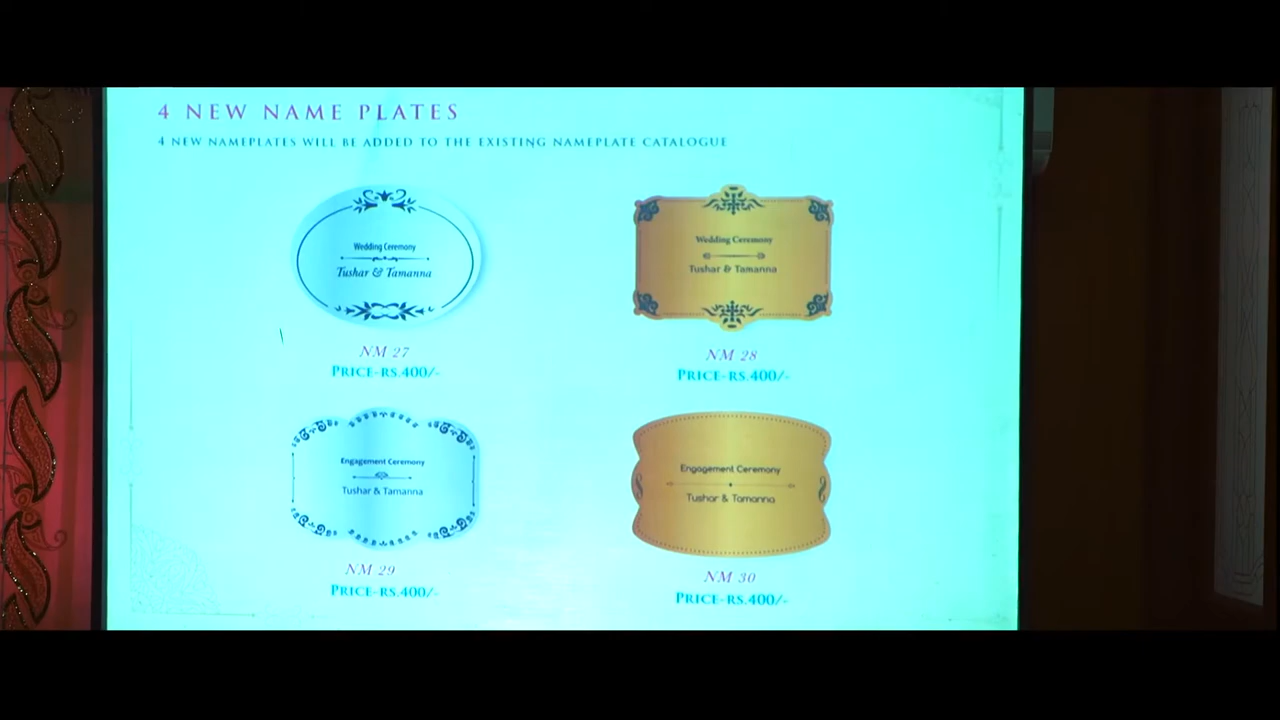 4 NEW NAME PLATES
4 NEW NAMEPLATES WILL BE ADDED TO THE EXISTING NAMEPLATE CATALOGUE
Wedding Ceremony
Tushar & Tamanna
NM 27
PRICE-RS.400/-
Wedding Ceremony
Tushar & Tamanna
NM 28
PRICE-RS.400/-
Engagement Ceremony
Tushar & Tamanna
NM 29
PRICE-RS.400/-
Engagement Ceremony
Tushar & Tamanna
NM 30
PRICE-RS.400/-